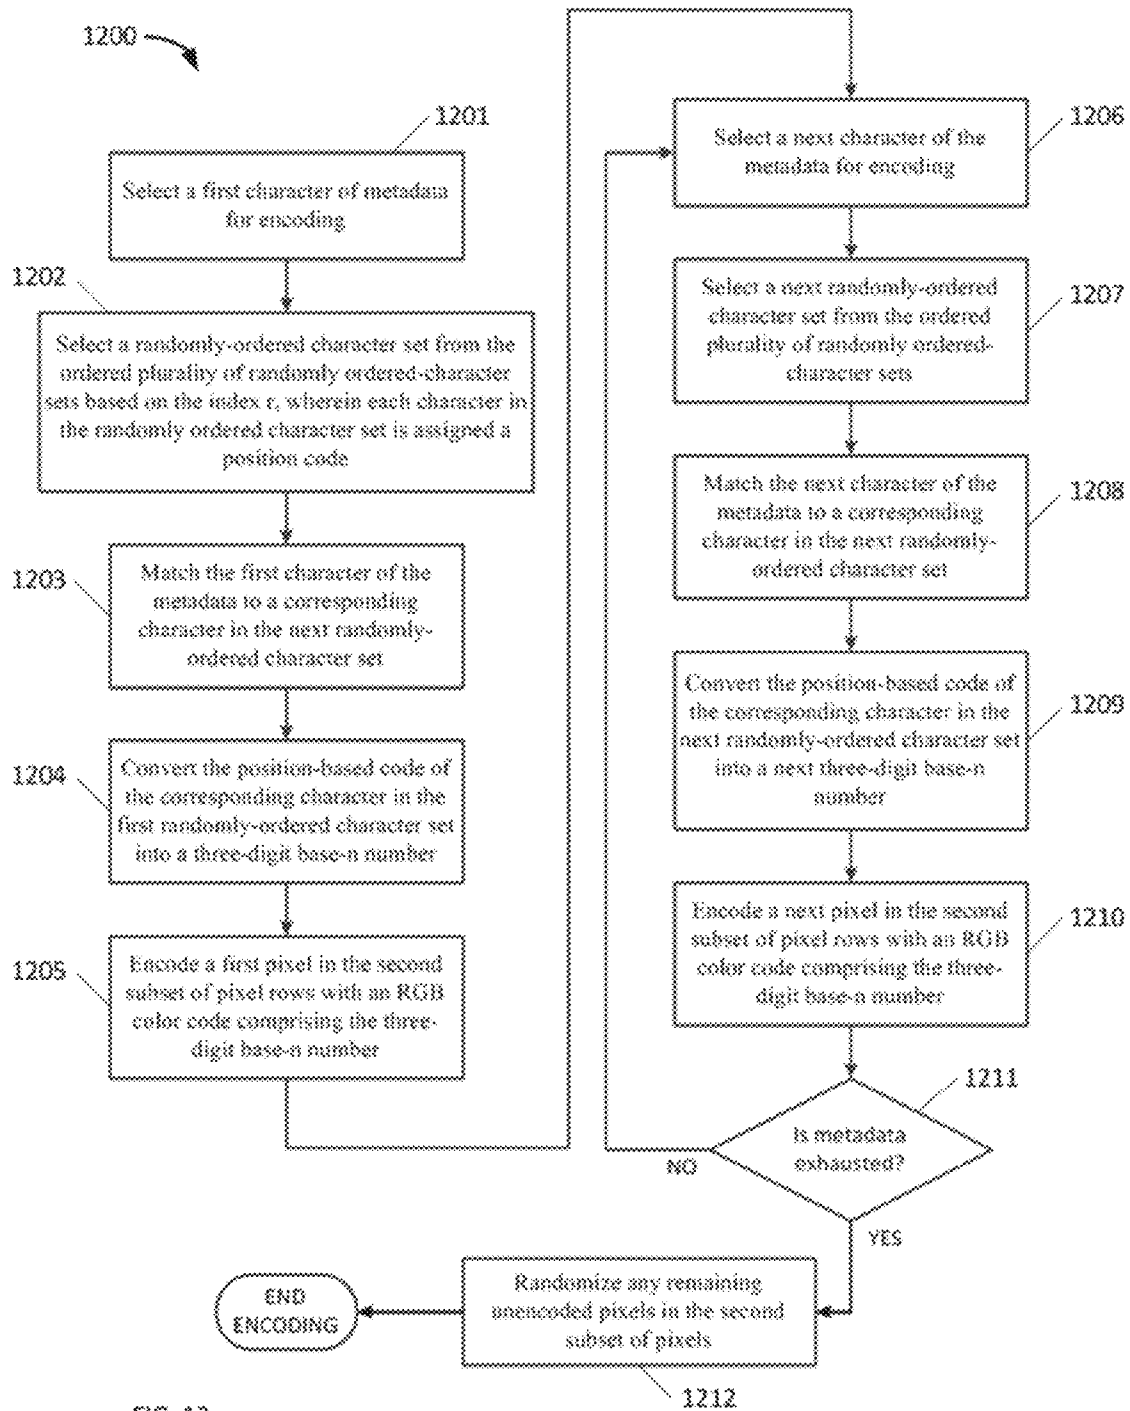 1200
1201
Select a first character of metadata
for encoding
1202
Select a randomly-ordered character set from the
ordered plurality of randomly ordered-character
sets based on the index r, wherein each character in
the randomly ordered character set is assigned a
position code
1203
Match the first character of the
metadata to a corresponding
character in the next randomly-
ordered character set
1204
Convert the position-based code of
the corresponding character in the
first randomly-ordered character set
into a three-digit base-n number
1205
Encode a first pixel in the second
subset of pixel rows with an RGB
color code comprising the three-
digit base-n number
1206
Select a next character of the
metadata for encoding
1207
Select a next randomly-ordered
character set from the ordered
plurality of randomly ordered-
character sets
1208
Match the next character of the
metadata to a corresponding
character in the next randomly-
ordered character set
1209
Convert the position-based code of
the corresponding character in the
next randomly-ordered character set
into a next three-digit base-n
number
1210
Encode a next pixel in the second
subset of pixel rows with an RGB
color code comprising the three-
digit base-n number
1211
Is metadata
exhausted?
NO
YES
Randomize any remaining
unencoded pixels in the second
subset of pixels
1212
END
ENCODING